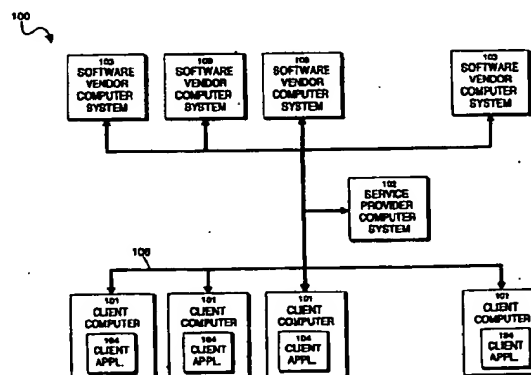 100
103
SOFTWARE
VENDOR
COMPUTER
SYSTEM
103
SOFTWARE
VENDOR
COMPUTER
SYSTEM
103
SOFTWARE
VENDOR
COMPUTER
SYSTEM
103
SOFTWARE
VENDOR
COMPUTER
SYSTEM
102
SERVICE
PROVIDER
COMPUTER
SYSTEM
101
CLIENT
COMPUTER
104
CLIENT
APPL.
101
CLIENT
COMPUTER
104
CLIENT
APPL.
101
CLIENT
COMPUTER
104
CLIENT
APPL.
101
CLIENT
COMPUTER
104
CLIENT
APPL.